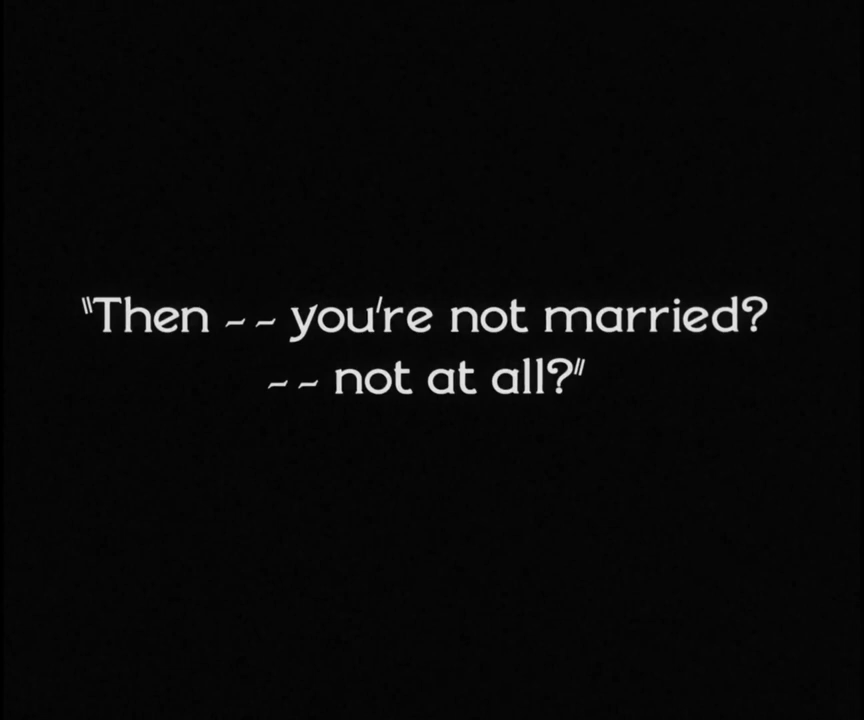 "Then -- you're not married?
-- not at all?"